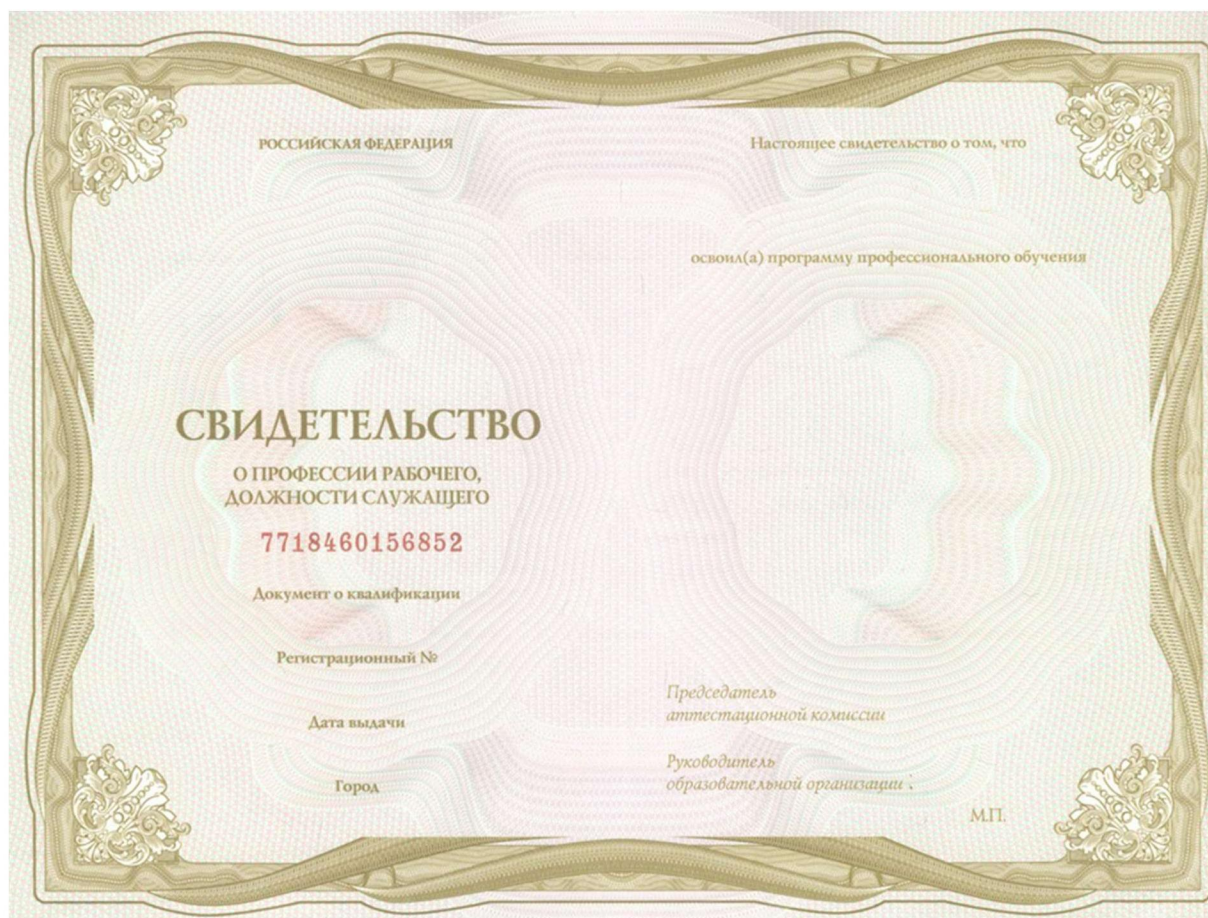 РОССИЙСКАЯ ФЕДЕРАЦИЯ
СВИДЕТЕЛЬСТВО
О ПРОФЕССИИ РАБОЧЕГО,
ДОЛЖНОСТИ СЛУЖАЩЕГО
7718460156852
Документ о квалификации
Регистрационный №
Дата выдачи
Город
Настоящее свидетельство о том, что
освоил(а) программу профессионального обучения
Председатель
аттестационной комиссии
Руководитель
образовательной организации
М.П.